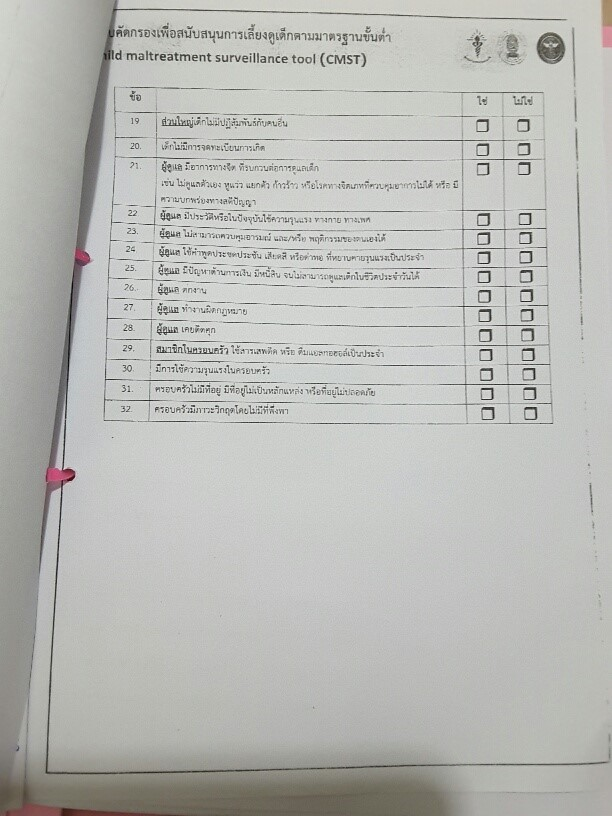 คัดกรองเพื่อสนับสนุนการเลี้ยงดูเด็กตามมาตรฐานขั้นต่ำ
maltreatment surveillance tool (CMST)
ข้อ ใช่ ไม่ใช่
19 ส่วนใหญ่เด็กไม่มีปฏิสัมพันธ์กับคนอื่น
20. เด็กไม่มีการจดทะเบียนการเกิด
21. ผู้ดูแล มีอาการทางจิต ที่รบกวนต่อการดูแลเด็ก
เช่น ไม่ดูแลตัวเอง หูแว่ว แยกตัว ก้าวร้าว หรือโรคทางจิตเภทที่ควบคุมอาการไม่ได้ หรือ มี
ความบกพร่องทางสติปัญญา
22 ผู้ดูแล มีประวัติหรือในปัจจุบันใช้ความรุนแรง ทางกาย ทางเพศ
23. ผู้ดูแล ไม่สามารถควบคุมอารมณ์ และ/หรือ พฤติกรรมของตนเองได้
24. ผู้ดูแล ใช้คำพูดประชดประชัน เสียดสี หรือด่าทอ ที่หยาบคายรุนแรงเป็นประจำ
25. ผู้ดูแล มีปัญหาด้านการเงิน มีหนี้สิน จนไม่สามารถดูแลเด็กในชีวิตประจำวันได้
26. ผู้ดูแล ตกงาน
27. ผู้ดูแล ทำงานผิดกฎหมาย
28. ผู้ดูแล เคยติดคุก
29. สมาชิกในครอบครัว ใช้สารเสพติด หรือ ดื่มแอลกอฮอล์เป็นประจำ
30. มีการใช้ความรุนแรงในครอบครัว
31. ครอบครัวไม่มีที่อยู่ มีที่อยู่ไม่เป็นหลักแหล่ง หรือที่อยู่ไม่ปลอดภัย
32. ครอบครัวมีภาวะวิกฤตโดยไม่มีที่พึ่งพา